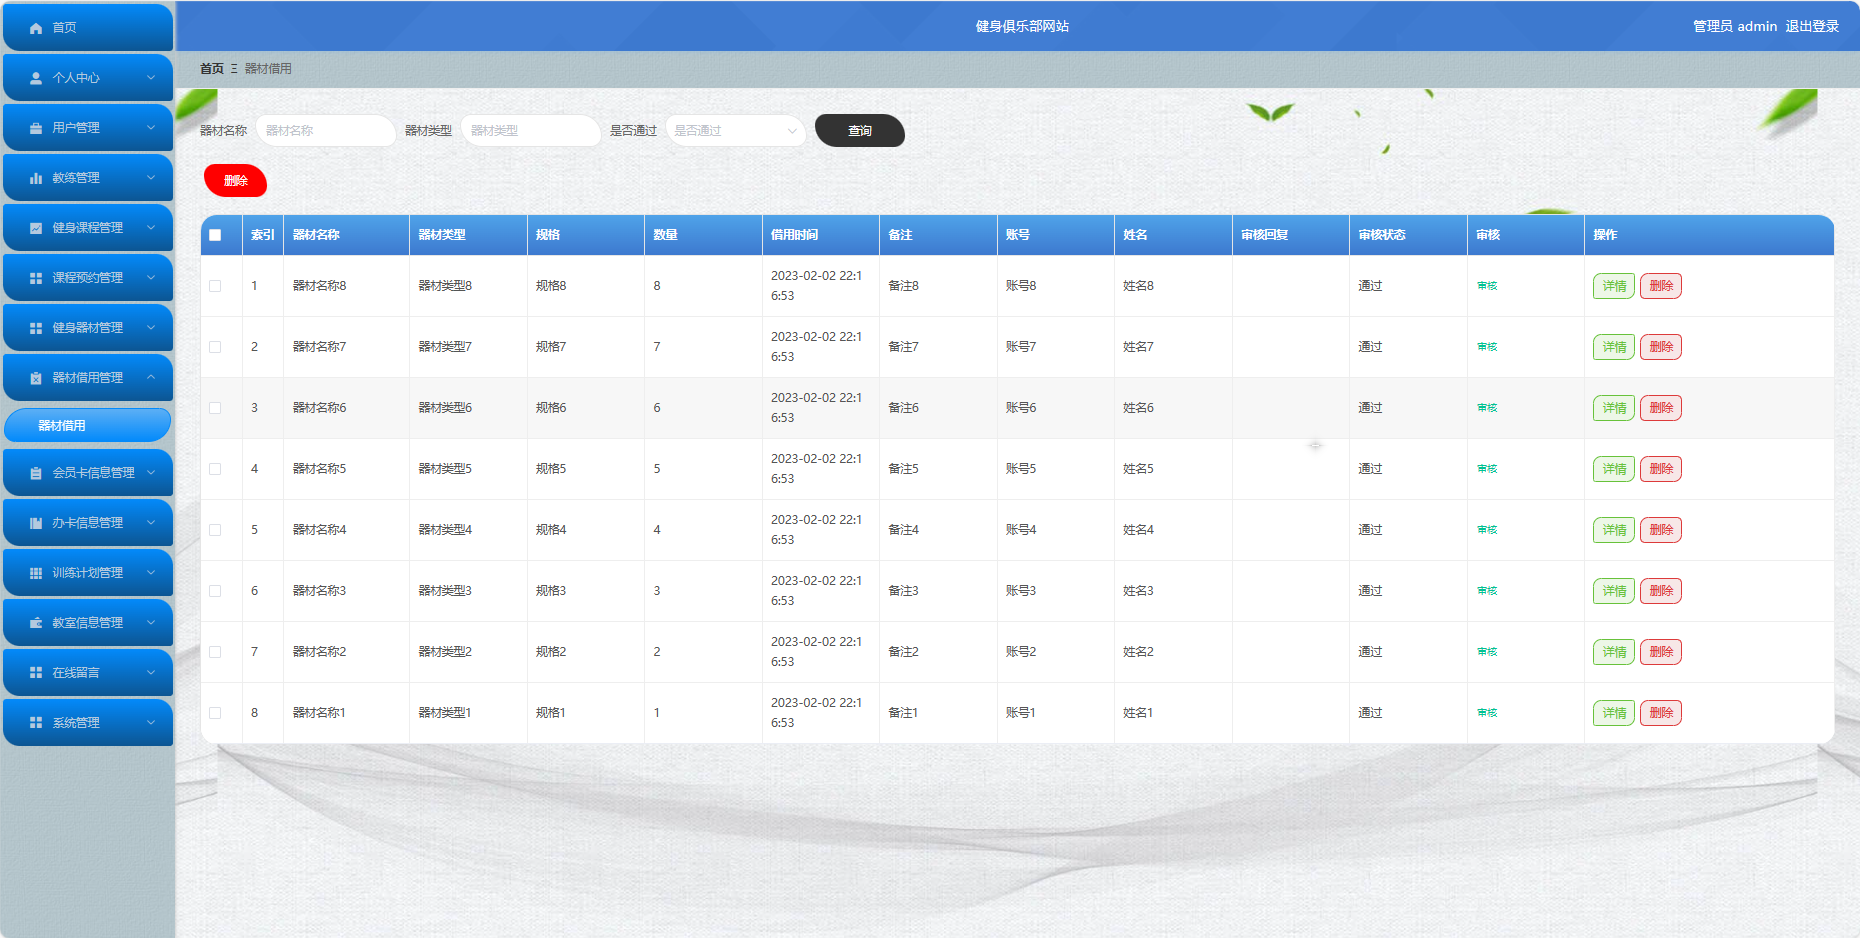 健身俱乐部网站
管理员 admin 退出登录
首页
个人中心
用户管理
教练管理
健身课程管理
课程预约管理
健身器材管理
器材借用管理
器材借用
会员卡信息管理
办卡信息管理
训练计划管理
教室信息管理
在线留言
系统管理
首页 Ξ 器材借用
器材名称 器材名称 器材类型 器材类型 是否通过 是否通过 查询
删除
索引 器材名称 器材类型 规格 数量 借用时间 备注 账号 姓名 审核回复 审核状态 审核 操作
1 器材名称8 器材类型8 规格8 8 2023-02-02 22:1 备注8 账号8 姓名8 通过 审核 详情 删除
6:53
2 器材名称7 器材类型7 规格7 7 2023-02-02 22:1 备注7 账号7 姓名7 通过 审核 详情 删除
6:53
3 器材名称6 器材类型6 规格6 6 2023-02-02 22:1 备注6 账号6 姓名6 通过 审核 详情 删除
6:53
4 器材名称5 器材类型5 规格5 5 2023-02-02 22:1 备注5 账号5 姓名5 通过 审核 详情 删除
6:53
5 器材名称4 器材类型4 规格4 4 2023-02-02 22:1 备注4 账号4 姓名4 通过 审核 详情 删除
6:53
6 器材名称3 器材类型3 规格3 3 2023-02-02 22:1 备注3 账号3 姓名3 通过 审核 详情 删除
6:53
7 器材名称2 器材类型2 规格2 2 2023-02-02 22:1 备注2 账号2 姓名2 通过 审核 详情 删除
6:53
8 器材名称1 器材类型1 规格1 1 2023-02-02 22:1 备注1 账号1 姓名1 通过 审核 详情 删除
6:53